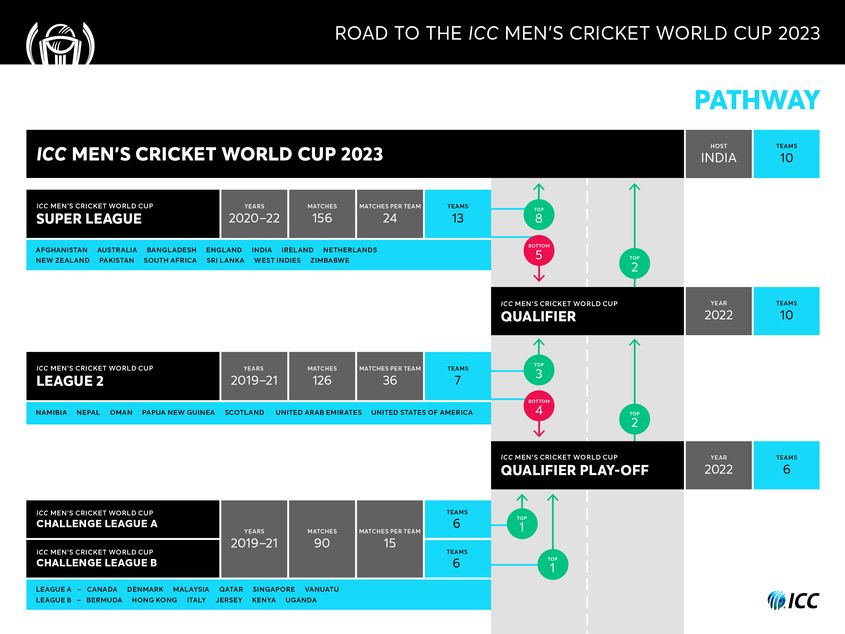 ROAD TO THE ICC MEN'S CRICKET WORLD CUP 2023
PATHWAY
ICC MEN'S CRICKET WORLD CUP 2023
HOST
INDIA
TEAMS
10
ICC MEN'S CRICKET WORLD CUP
SUPER LEAGUE
YEARS
2020–22
MATCHES
156
MATCHES PER TEAM
24
TEAMS
13
TOP
8
AFGHANISTAN AUSTRALIA BANGLADESH ENGLAND INDIA IRELAND NETHERLANDS
NEW ZEALAND PAKISTAN SOUTH AFRICA SRI LANKA WEST INDIES ZIMBABWE
BOTTOM
5
TOP
2
ICC MEN'S CRICKET WORLD CUP
QUALIFIER
YEAR
2022
TEAMS
10
ICC MEN'S CRICKET WORLD CUP
LEAGUE 2
YEARS
2019–21
MATCHES
126
MATCHES PER TEAM
36
TEAMS
7
TOP
3
NAMIBIA NEPAL OMAN PAPUA NEW GUINEA SCOTLAND UNITED ARAB EMIRATES UNITED STATES OF AMERICA
BOTTOM
4
TOP
2
ICC MEN'S CRICKET WORLD CUP
QUALIFIER PLAY-OFF
YEAR
2022
TEAMS
6
ICC MEN'S CRICKET WORLD CUP
CHALLENGE LEAGUE A
ICC MEN'S CRICKET WORLD CUP
CHALLENGE LEAGUE B
YEARS
2019–21
MATCHES
90
MATCHES PER TEAM
15
TEAMS
6
TEAMS
6
TOP
1
TOP
1
LEAGUE A – CANADA DENMARK MALAYSIA QATAR SINGAPORE VANUATU
LEAGUE B – BERMUDA HONG KONG ITALY JERSEY KENYA UGANDA
ICC